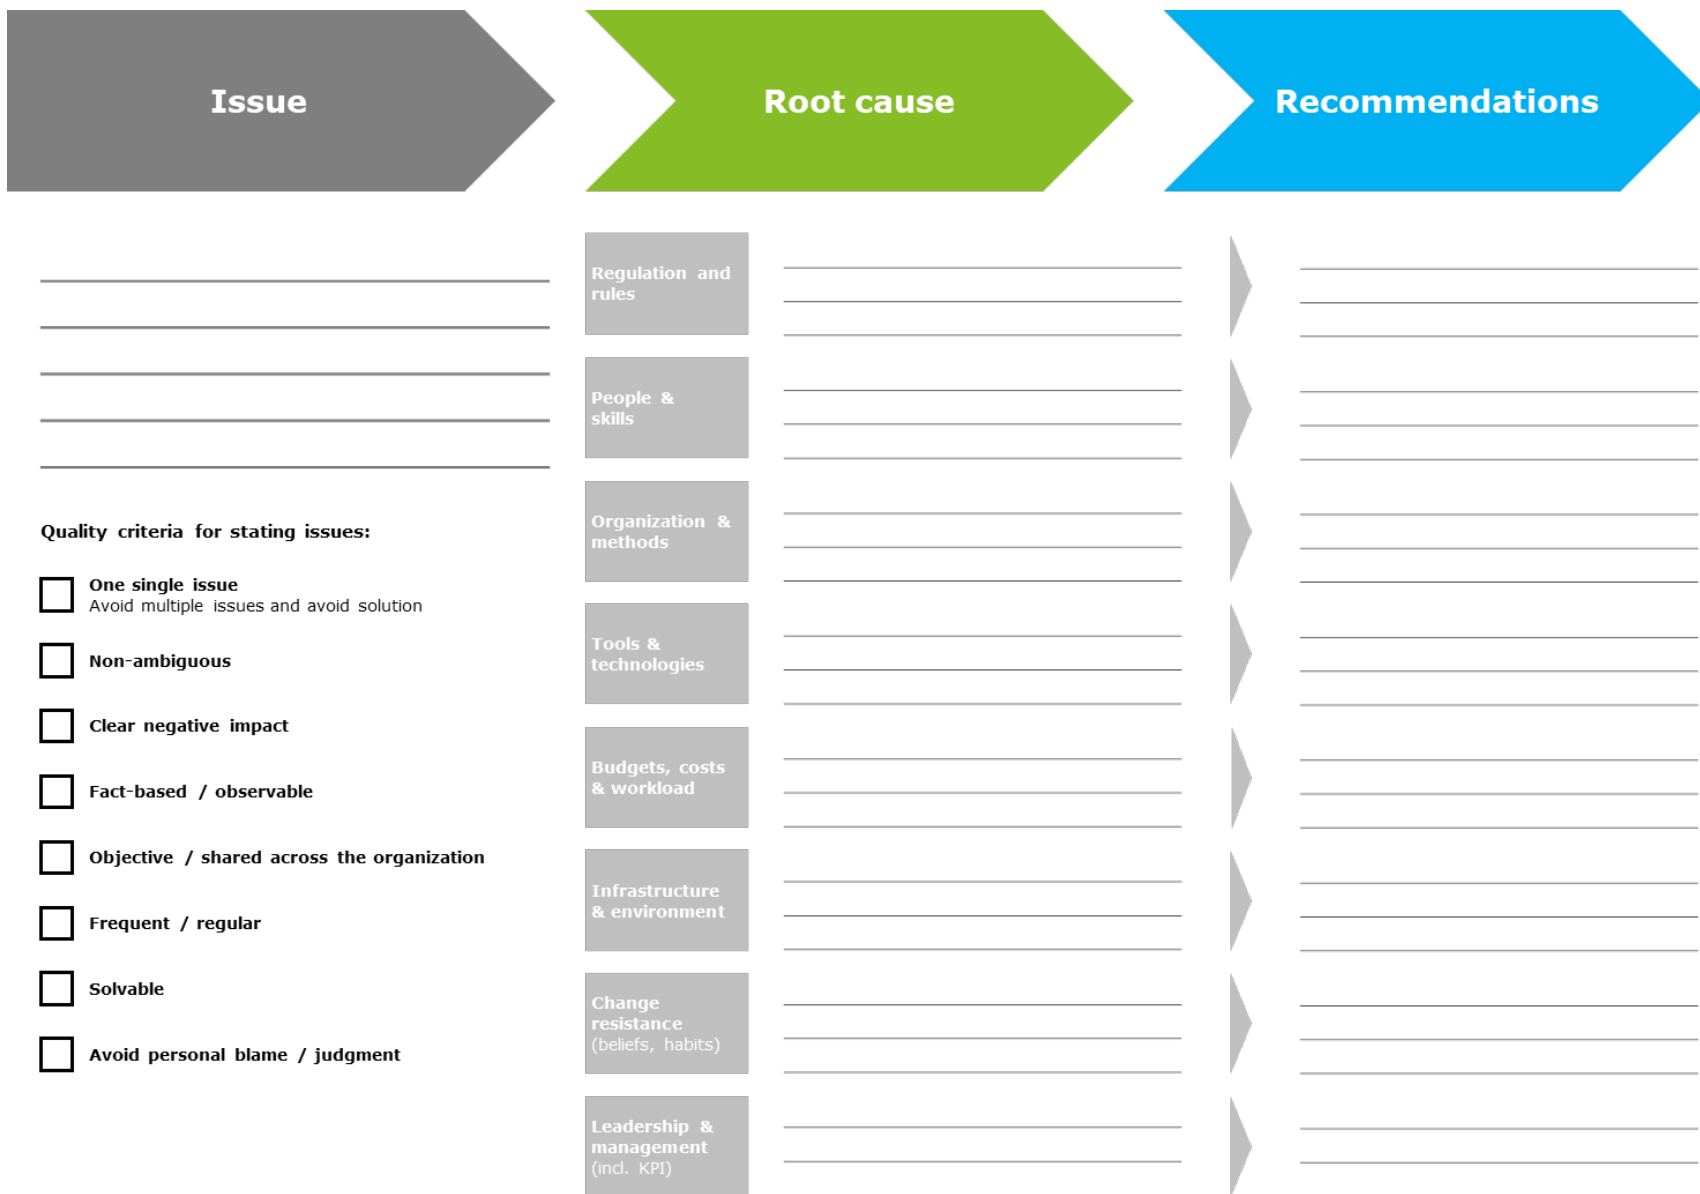 Issue
Root cause
Recommendations
Quality criteria for stating issues:
One single issue
Avoid multiple issues and avoid solution
Non-ambiguous
Clear negative impact
Fact-based / observable
Objective / shared across the organization
Frequent / regular
Solvable
Avoid personal blame / judgment
Regulation and
rules
People &
skills
Organization &
methods
Tools &
technologies
Budgets, costs
& workload
Infrastructure
& environment
Change
resistance
(beliefs, habits)
Leadership &
management
(incl. KPI)